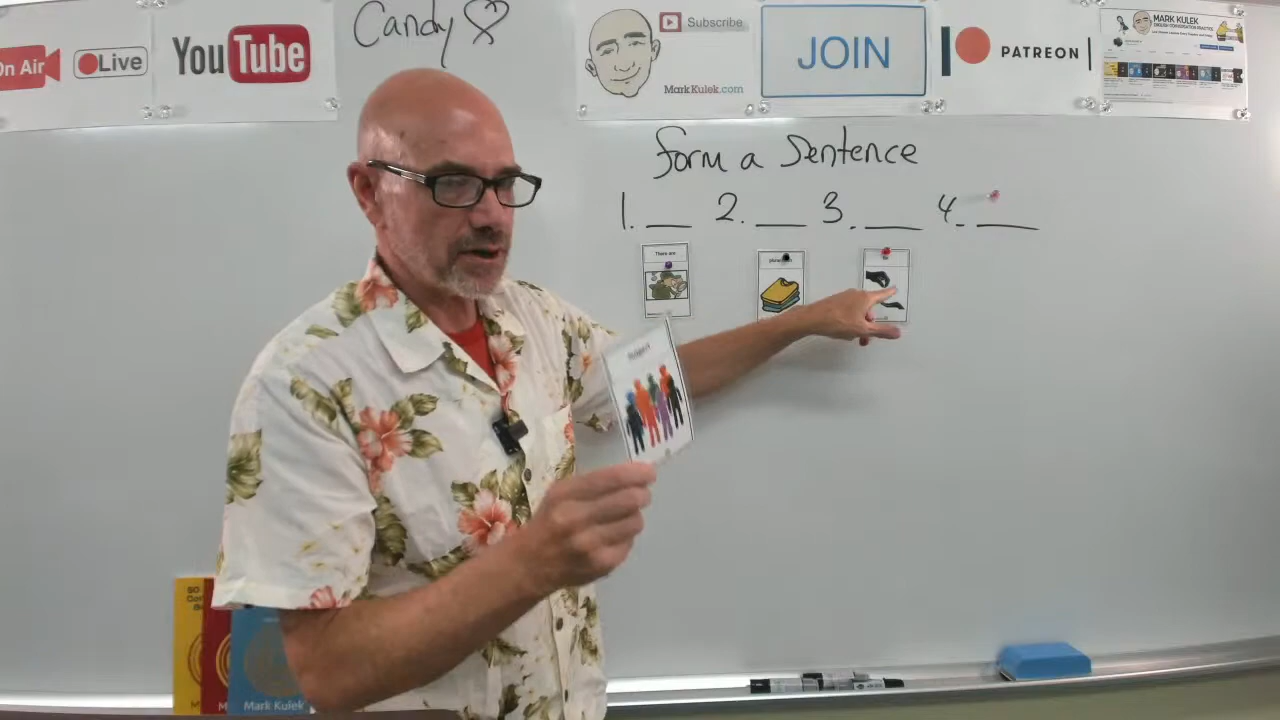 Candy
On Air
Live
YouTube
Subscribe
MarkKulek.com
JOIN
PATREON
MARK KULEK
Form a Sentence
1. __ 2. __ 3. __ 4. __
There are
50
Mark Kulek